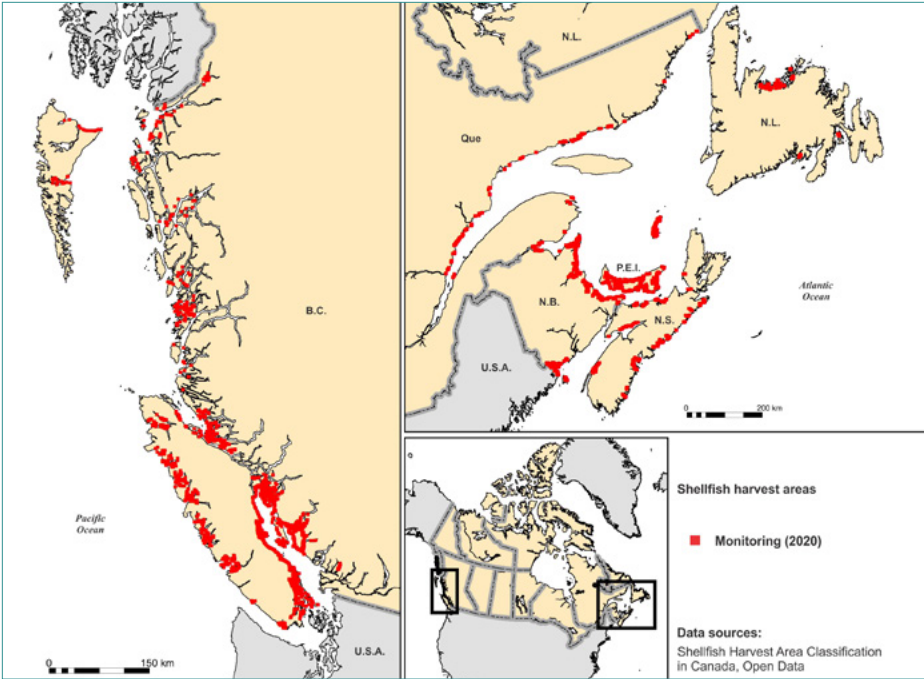 B.C.
Pacific
Ocean
U.S.A.
0 150 km
N.L.
Que
N.L.
P.E.I.
N.B.
N.S.
U.S.A.
Atlantic
Ocean
0 200 km
Shellfish harvest areas
Monitoring (2020)
Data sources:
Shellfish Harvest Area Classification
in Canada, Open Data